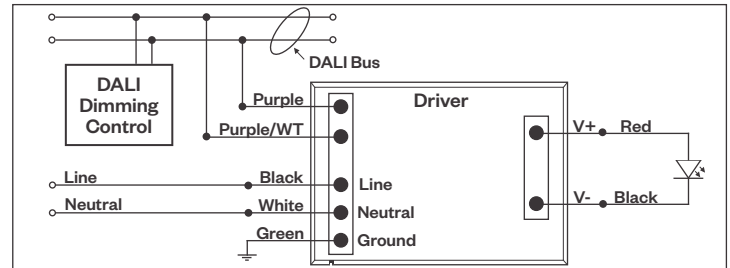 DALI Bus
DALI
Dimming
Control
Purple
Driver
Purple/WT
V+ Red
Line Black Line
Neutral White Neutral
V- Black
Green Ground